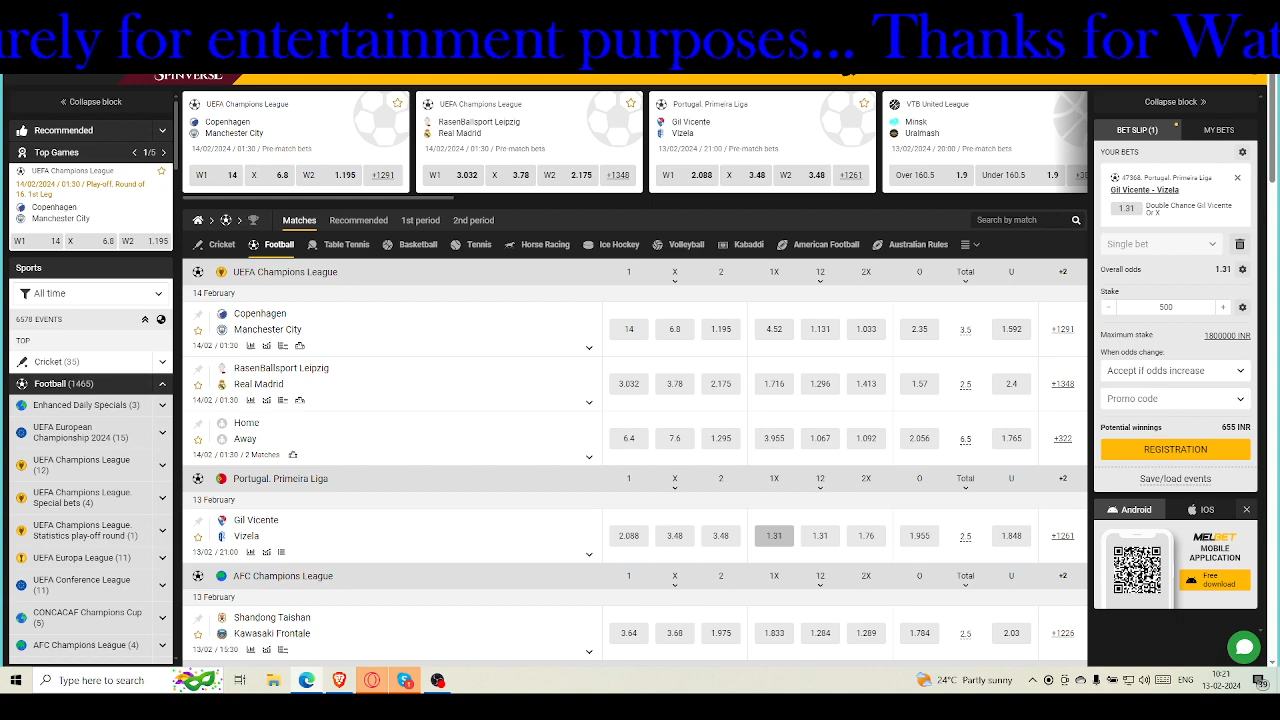 urely for entertainment purposes... Thanks for Wat
SPINVERSE
Collapse block
Recommended
Top Games
1/5
UEFA Champions League
14/02/2024 / 01:30 / Play-off. Round of
16. 1st Leg
Copenhagen
Manchester City
W1 14 X 6.8 W2 1.195
Sports
All time
6578 EVENTS
TOP
Cricket (35)
Football (1465)
Enhanced Daily Specials (3)
UEFA European
Championship 2024 (15)
UEFA Champions League
(12)
UEFA Champions League.
Special bets (4)
UEFA Champions League.
Statistics play-off round (1)
UEFA Europa League (11)
UEFA Conference League
(11)
CONCACAF Champions Cup
(5)
AFC Champions League (4)
UEFA Champions League
Copenhagen
Manchester City
14/02/2024 / 01:30 / Pre-match bets
W1 14 X 6.8 W2 1.195 +1291
UEFA Champions League
RasenBallsport Leipzig
Real Madrid
14/02/2024 / 01:30 / Pre-match bets
W1 3.032 X 3.78 W2 2.175 +1348
Portugal. Primeira Liga
Gil Vicente
Vizela
13/02/2024 / 21:00 / Pre-match bets
W1 2.088 X 3.48 W2 3.48 +1261
VTB United League
Minsk
Uralmash
13/02/2024 / 20:00 / Pre-match bets
Over 160.5 1.9 Under 160.5 1.9
Matches Recommended 1st period 2nd period Search by match
Cricket Football Table Tennis Basketball Tennis Horse Racing Ice Hockey Volleyball Kabaddi American Football Australian Rules
UEFA Champions League 1 X 2 1X 12 2X O Total U +2
14 February
Copenhagen
Manchester City
14/02 / 01:30
14 6.8 1.195 4.52 1.131 1.033 2.35 3.5 1.592 +1291
RasenBallsport Leipzig
Real Madrid
14/02 / 01:30
3.032 3.78 2.175 1.716 1.296 1.413 1.57 2.5 2.4 +1348
Home
Away
14/02 / 01:30 / 2 Matches
6.4 7.6 1.295 3.955 1.067 1.092 2.056 6.5 1.765 +322
Portugal. Primeira Liga 1 X 2 1X 12 2X O Total U +2
13 February
Gil Vicente
Vizela
13/02 / 21:00
2.088 3.48 3.48 1.31 1.31 1.76 1.955 2.5 1.848 +1261
AFC Champions League 1 X 2 1X 12 2X O Total U +2
13 February
Shandong Taishan
Kawasaki Frontale
13/02 / 15:30
3.64 3.68 1.975 1.833 1.284 1.289 1.784 2.5 2.03 +1226
Collapse block
BET SLIP (1) MY BETS
YOUR BETS
47368. Portugal. Primeira Liga
Gil Vicente - Vizela
1.31 Double Chance Gil Vicente
Or X
Single bet
Overall odds 1.31
Stake
- 500 +
Maximum stake 1800000 INR
When odds change:
Accept if odds increase
Promo code
Potential winnings 655 INR
REGISTRATION
Save/load events
Android iOS
MELBET
MOBILE
APPLICATION
Free
download
Type here to search
24°C Partly sunny
ENG
10:21
13-02-2024